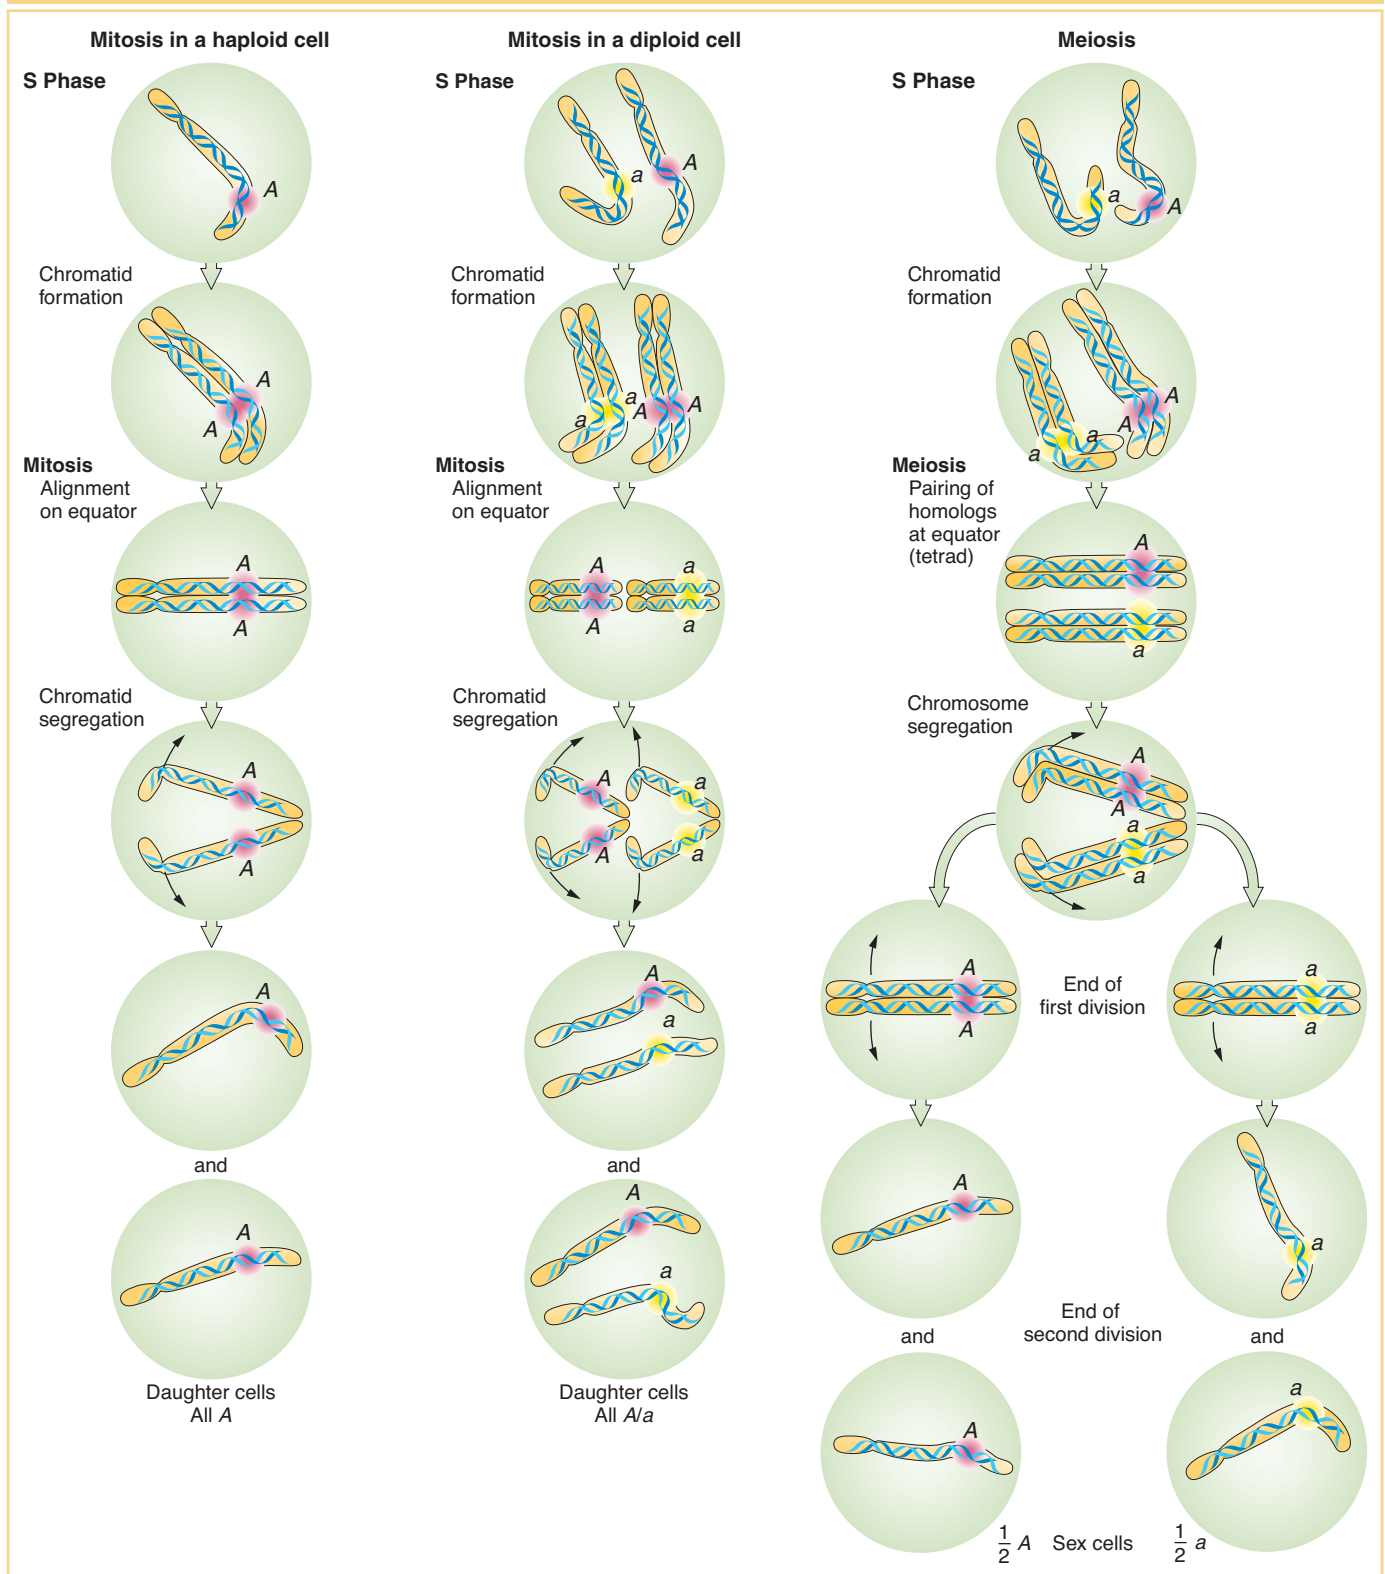 Mitosis in a haploid cell
S Phase
A
Chromatid
formation
A
A
Mitosis
Alignment
on equator
A
A
Chromatid
segregation
A
A
A
and
A
Daughter cells
All A
Mitosis in a diploid cell
S Phase
a
A
Chromatid
formation
a
a
A
A
Mitosis
Alignment
on equator
A
a
A
a
Chromatid
segregation
A
a
A
a
A
a
and
A
a
Daughter cells
All A/a
Meiosis
S Phase
a
A
Chromatid
formation
A
A
a
a
Meiosis
Pairing of
homologs
at equator
(tetrad)
A
a
Chromosome
segregation
A
A
a
a
A
A
End of
first division
a
a
A
a
End of
second division
and
and
A
a
1/2 A Sex cells 1/2 a